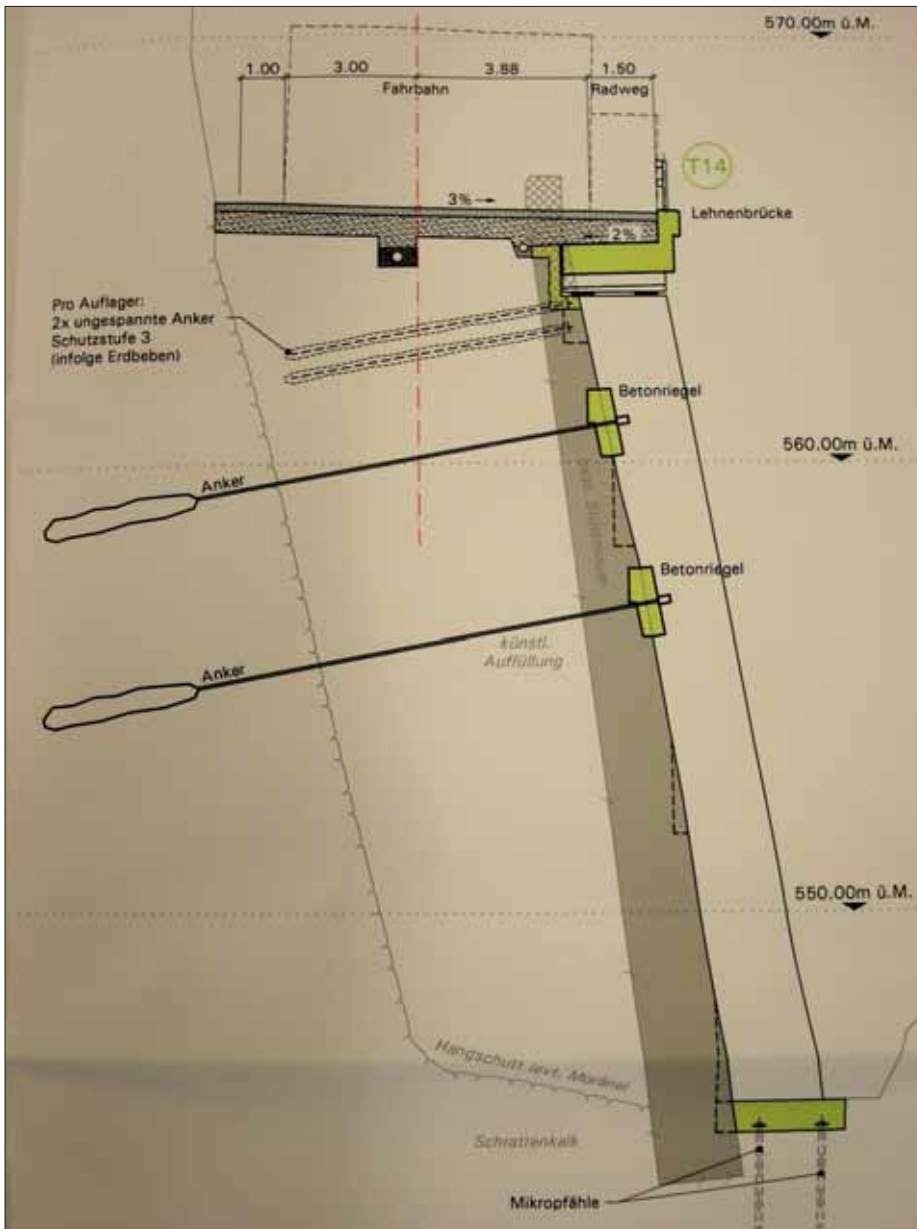 570.00m ü.M.
1.00 3.00 3.88 1.50
Fahrbahn Radweg
T14
3%
Lehnenbrücke
2%
Pro Auflager:
2x ungespannte Anker
Schutzstufe 3
(infolge Erdbeben)
Betonriegel
560.00m ü.M.
Anker
Betonriegel
künstl.
Auffüllung
Anker
550.00m ü.M.
Hangschutt (evt. Moräne)
Schrattenkalk
Mikropfähle